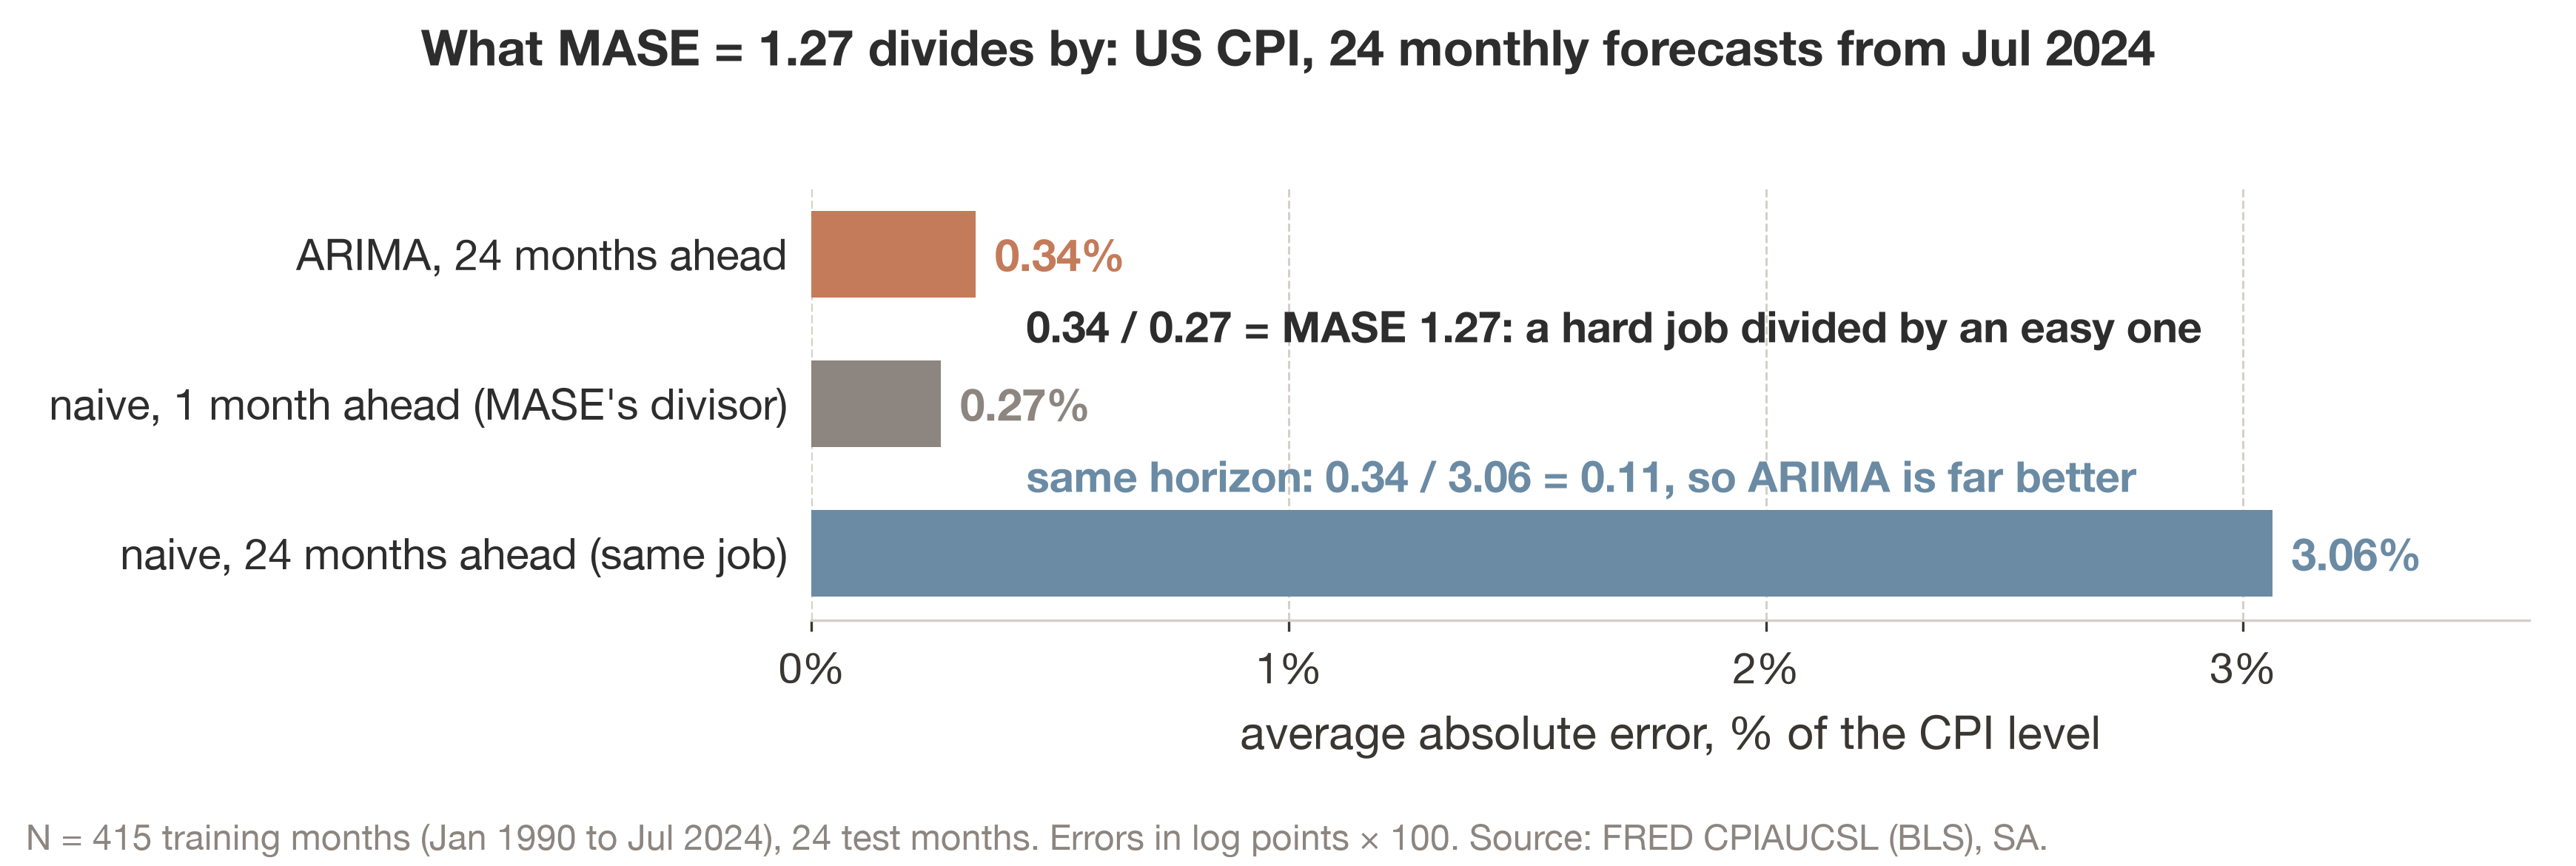 What MASE = 1.27 divides by: US CPI, 24 monthly forecasts from Jul 2024
ARIMA, 24 months ahead
0.34%
0.34 / 0.27 = MASE 1.27: a hard job divided by an easy one
naive, 1 month ahead (MASE's divisor)
0.27%
same horizon: 0.34 / 3.06 = 0.11, so ARIMA is far better
naive, 24 months ahead (same job)
3.06%
0%
1%
2%
3%
average absolute error, % of the CPI level
N = 415 training months (Jan 1990 to Jul 2024), 24 test months. Errors in log points × 100. Source: FRED CPIAUCSL (BLS), SA.